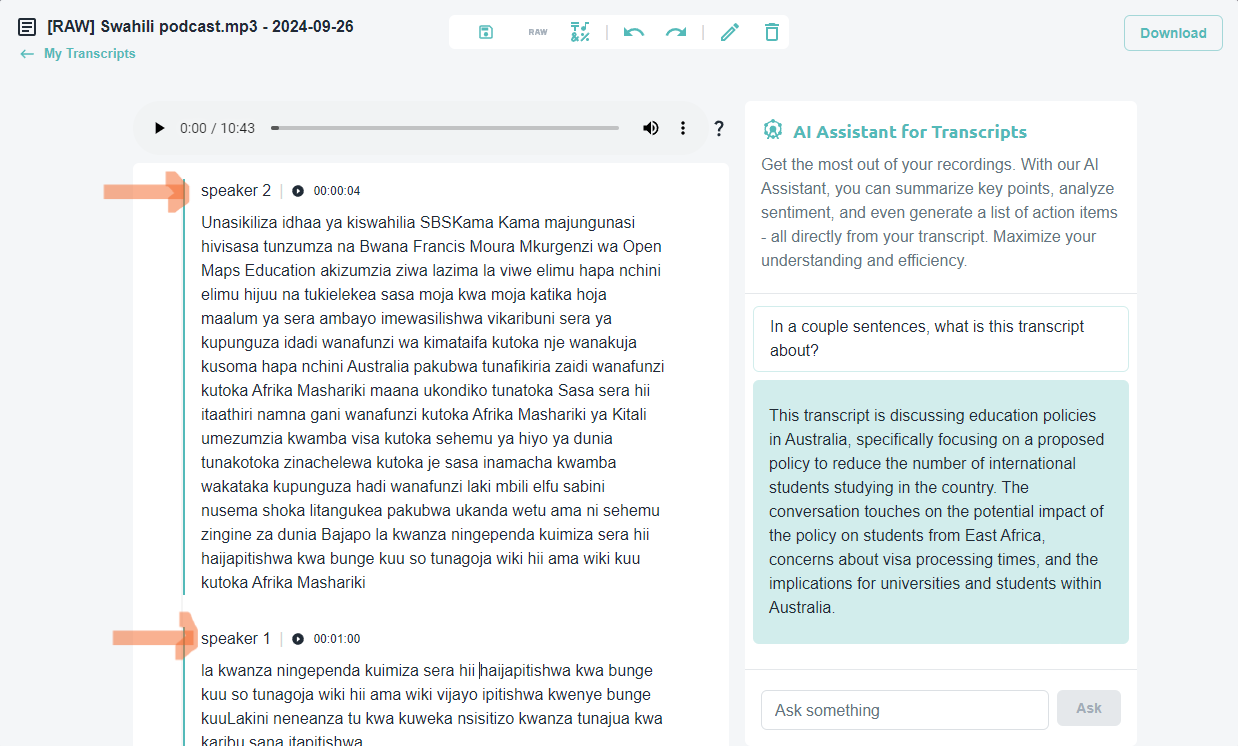 [RAW] Swahili podcast.mp3 - 2024-09-26
My Transcripts
RAW
Download
0:00 / 10:43
?
speaker 2 | 00:00:04
Unasikiliza idhaa ya kiswahilia SBSKama Kama majungunasi
hivisasa tunzumza na Bwana Francis Moura Mkurgenzi wa Open
Maps Education akizumzia ziwa lazima la viwe elimu hapa nchini
elimu hijuu na tukielekea sasa moja kwa moja katika hoja
maalum ya sera ambayo imewasilishwa vikaribuni sera ya
kupunguza idadi wanafunzi wa kimataifa kutoka nje wanakuja
kusoma hapa nchini Australia pakubwa tunafikiria zaidi wanafunzi
kutoka Afrika Mashariki maana ukondiko tunatoka Sasa sera hii
itaathiri namna gani wanafunzi kutoka Afrika Mashariki ya Kitali
umezumzia kwamba visa kutoka sehemu ya hiyo ya dunia
tunakotoka zinachelewa kutoka je sasa inamacha kwamba
wakataka kupunguza hadi wanafunzi laki mbili elfu sabini
nusema shoka litangukea pakubwa ukanda wetu ama ni sehemu
zingine za dunia Bajapo la kwanza ningependa kuimiza sera hii
haijapitishwa kwa bunge kuu so tunagoja wiki hii ama wiki kuu
kutoka Afrika Mashariki
speaker 1 | 00:01:00
la kwanza ningependa kuimiza sera hii haijapitishwa kwa bunge
kuu so tunagoja wiki hii ama wiki vijayo ipitishwa kwenye bunge
kuuLakini neneanza tu kwa kuweka nsisitizo kwanza tunajua kwa
karibu sana itapitishwa
AI Assistant for Transcripts
Get the most out of your recordings. With our AI
Assistant, you can summarize key points, analyze
sentiment, and even generate a list of action items
- all directly from your transcript. Maximize your
understanding and efficiency.
In a couple sentences, what is this transcript
about?
This transcript is discussing education policies
in Australia, specifically focusing on a proposed
policy to reduce the number of international
students studying in the country. The
conversation touches on the potential impact of
the policy on students from East Africa,
concerns about visa processing times, and the
implications for universities and students within
Australia.
Ask something
Ask